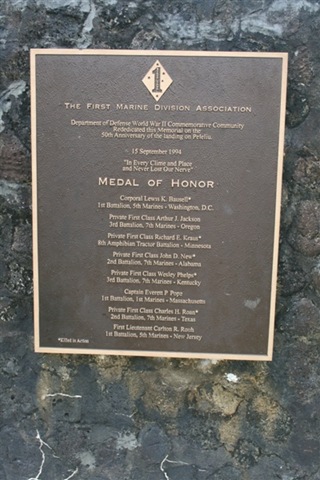 1
THE FIRST MARINE DIVISION ASSOCIATION
Department of Defense World War II Commemorative Community
Rededicated this Memorial on the
50th Anniversary of the landing on Peleliu
15 September 1994
"In Every Clime and Place
and Never Lost Our Nerve"
MEDAL OF HONOR
Corporal Lewis K. Bausell*
1st Battalion, 5th Marines - Washington, D.C.
Private First Class Arthur J. Jackson
3rd Battalion, 7th Marines - Oregon
Private First Class Richard E. Kraus*
8th Amphibian Tractor Battalion - Minnesota
Private First Class John D. New*
2nd Battalion, 7th Marines - Alabama
Private First Class Wesley Phelps*
3rd Battalion, 7th Marines - Kentucky
Captain Everett P. Pope
1st Battalion, 1st Marines - Massachusetts
Private First Class Charles H. Roan*
2nd Battalion, 7th Marines - Texas
First Lieutenant Carlton R. Rouh
1st Battalion, 5th Marines - New Jersey
*Killed in Action